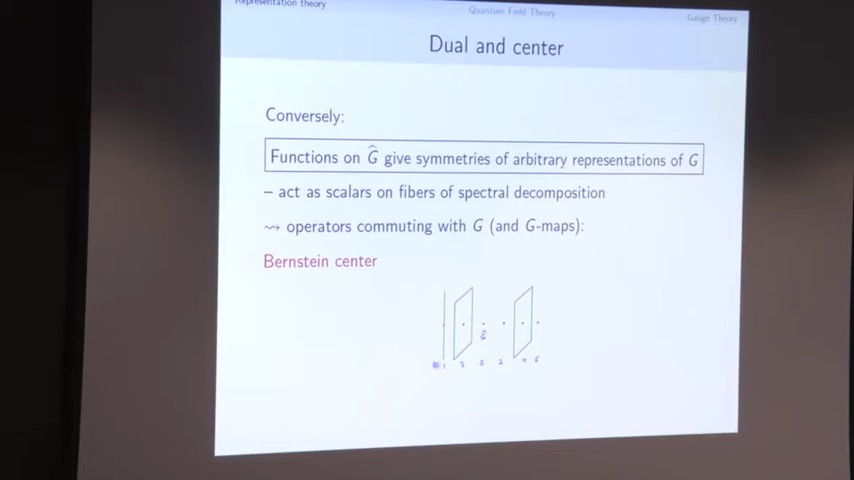 Representation theory
Quantum Field Theory
Gauge Theory
Dual and center
Conversely:
Functions on Ĝ give symmetries of arbitrary representations of G
– act as scalars on fibers of spectral decomposition
⇝ operators commuting with G (and G-maps):
Bernstein center
Ĝ